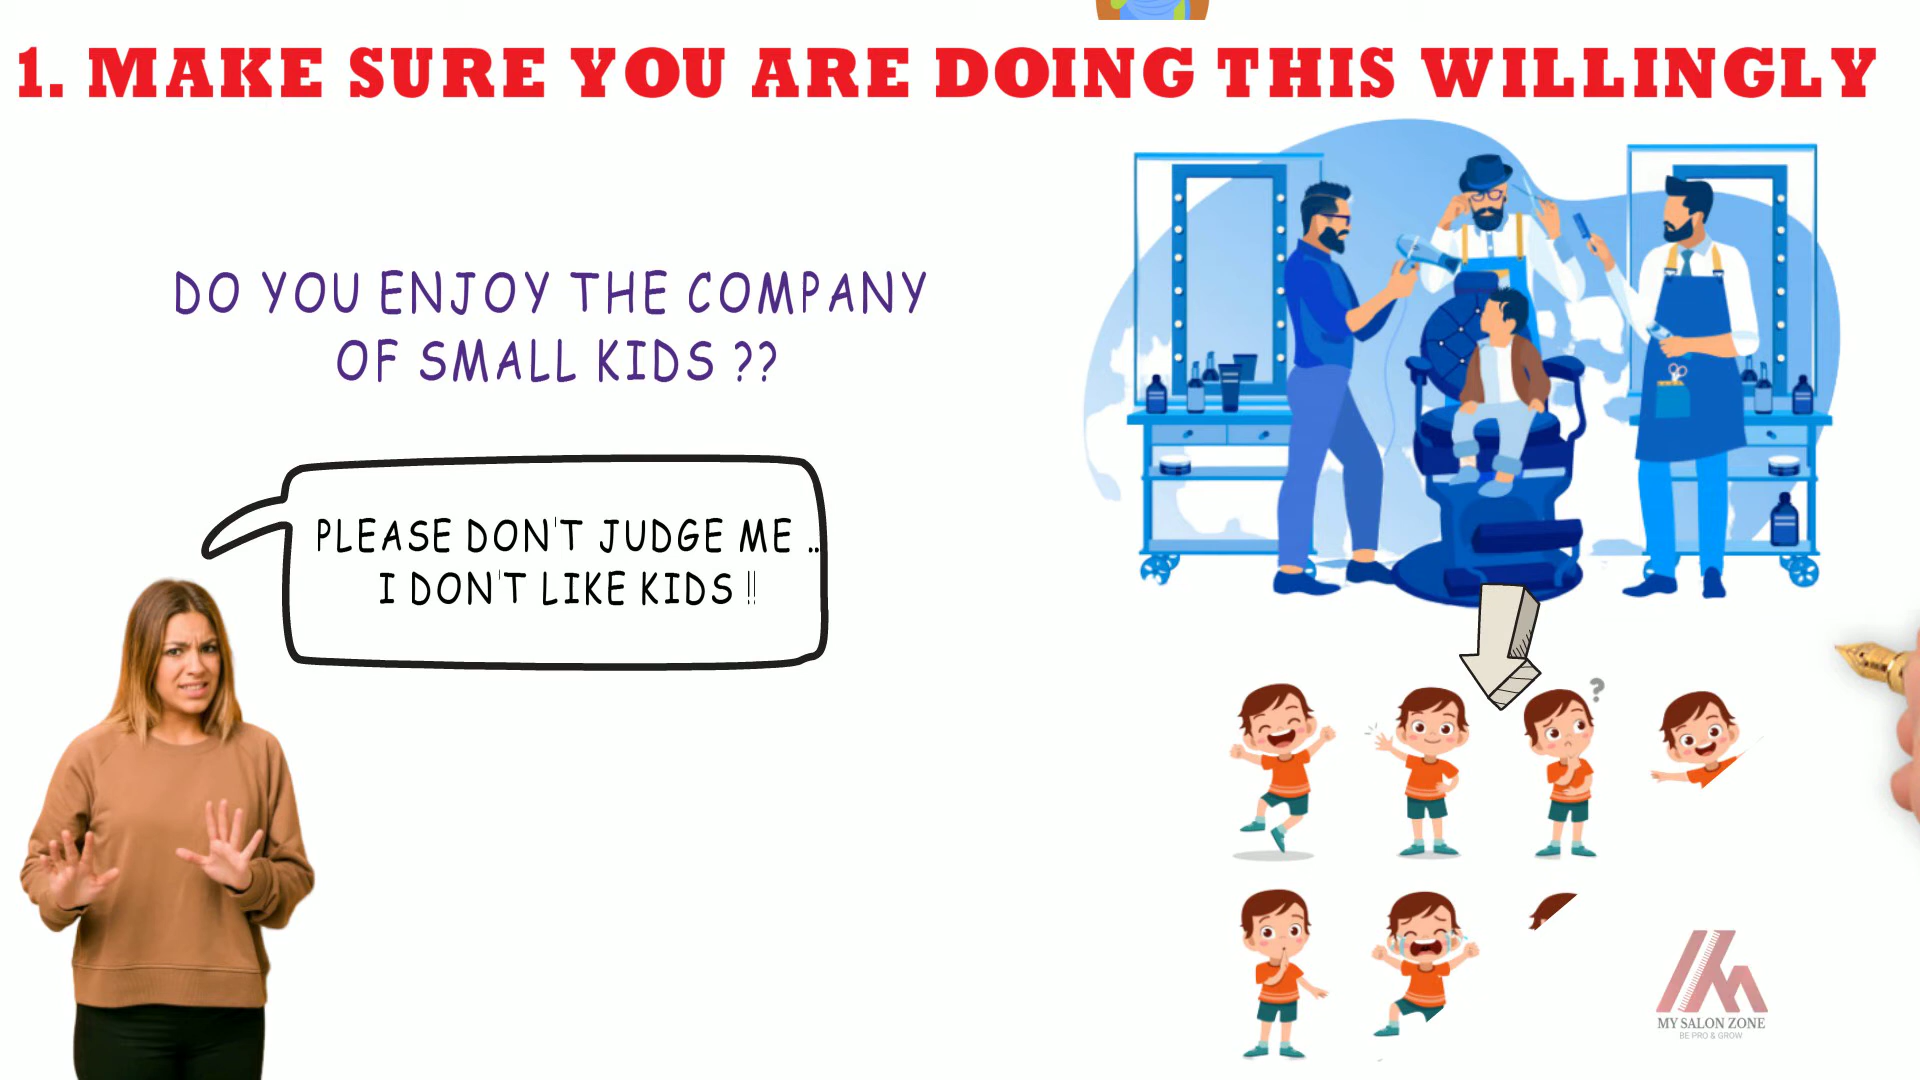 1. MAKE SURE YOU ARE DOING THIS WILLINGLY
DO YOU ENJOY THE COMPANY
OF SMALL KIDS ??
PLEASE DON'T JUDGE ME ..
I DON'T LIKE KIDS !!
?
MY SALON ZONE
BE PRO & GROW